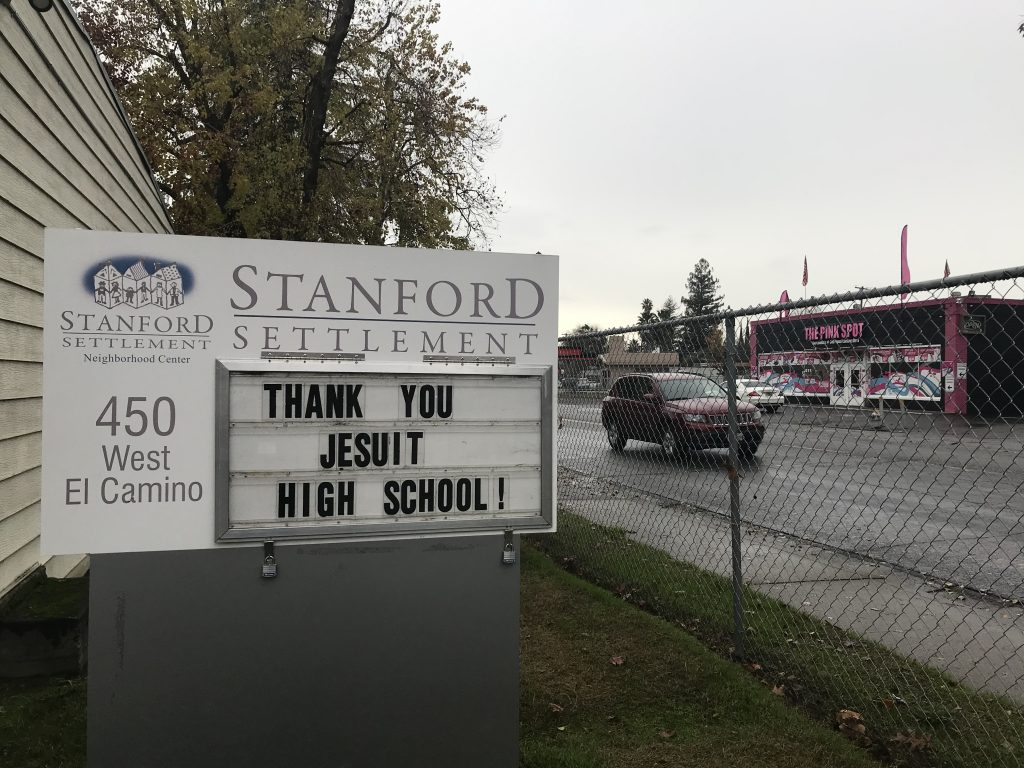 STANFORD
SETTLEMENT
Neighborhood Center
STANFORD
SETTLEMENT
450
West
El Camino
THANK YOU
JESUIT
HIGH SCHOOL!
THE PINK SPOT